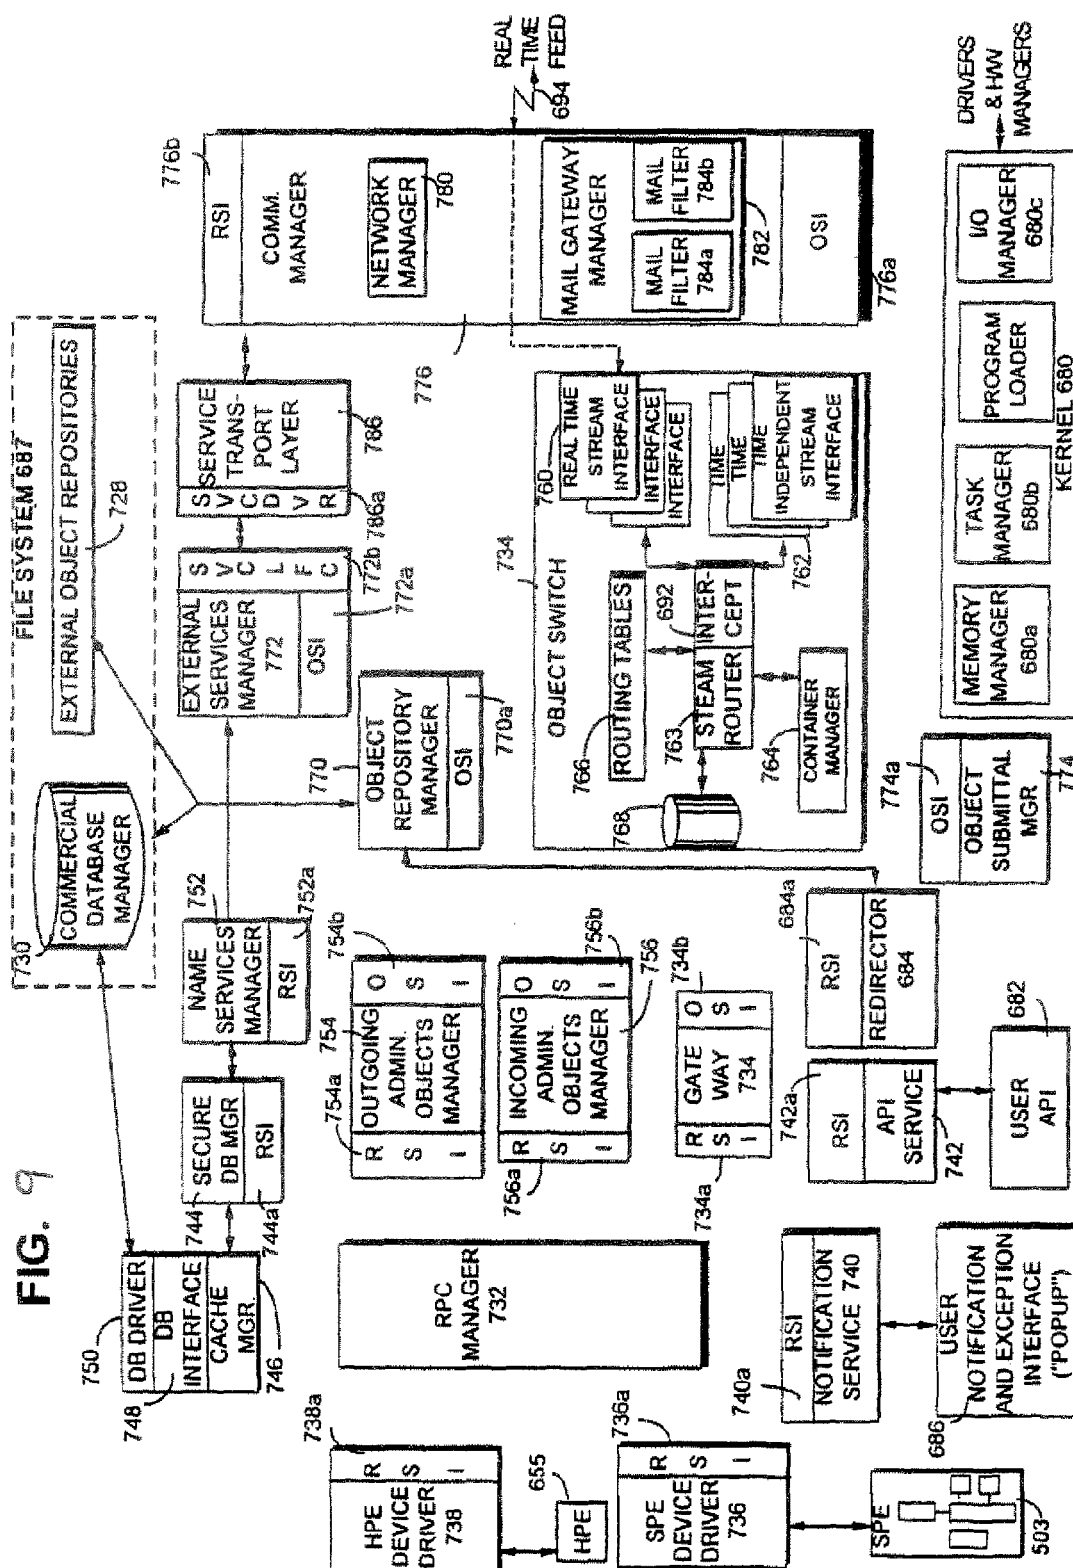 FIG. 9
FILE SYSTEM 687
EXTERNAL OBJECT REPOSITORIES
728
730
COMMERCIAL
DATABASE
MANAGER
750
DB DRIVER
DB
INTERFACE
CACHE
MGR
748
746
744
SECURE
DB MGR
RSI
744a
752
NAME
SERVICES
MANAGER
RSI
752a
EXTERNAL
SERVICES
MANAGER
772
OSI
S
V
C
L
F
C
772b
772a
S
V
C
D
V
R
SERVICE
TRANS-
PORT
LAYER
786
786a
776b
RSI
COMM.
MANAGER
NETWORK
MANAGER
780
776
MAIL GATEWAY
MANAGER
MAIL
FILTER
784a
MAIL
FILTER
784b
782
OSI
776a
REAL
TIME
FEED
694
738a
HPE
DEVICE
DRIVER
738
R
S
I
655
HPE
736a
SPE
DEVICE
DRIVER
736
R
S
I
SPE
503
RPC
MANAGER
732
754a
754
754b
R
S
I
OUTGOING
ADMIN.
OBJECTS
MANAGER
O
S
I
756a
R
S
I
INCOMING
ADMIN.
OBJECTS
MANAGER
O
S
I
756b
756
734a
R
S
I
GATE
WAY
734
O
S
I
734b
770
OBJECT
REPOSITORY
MANAGER
OSI
770a
734
OBJECT SWITCH
766
ROUTING TABLES
692
763
STEAM
ROUTER
INTER-
CEPT
764
CONTAINER
MANAGER
768
760
REAL TIME
STREAM
INTERFACE
INTERFACE
INTERFACE
TIME
TIME
TIME
INDEPENDENT
STREAM
INTERFACE
762
740a
RSI
NOTIFICATION
SERVICE 740
686
USER
NOTIFICATION
AND EXCEPTION
INTERFACE
("POPUP")
742a
RSI
API
SERVICE
742
682
USER
API
684a
RSI
REDIRECTOR
684
774a
OSI
OBJECT
SUBMITTAL
MGR
774
MEMORY
MANAGER
680a
TASK
MANAGER
680b
PROGRAM
LOADER
I/O
MANAGER
680c
KERNEL 680
DRIVERS
& H/W
MANAGERS